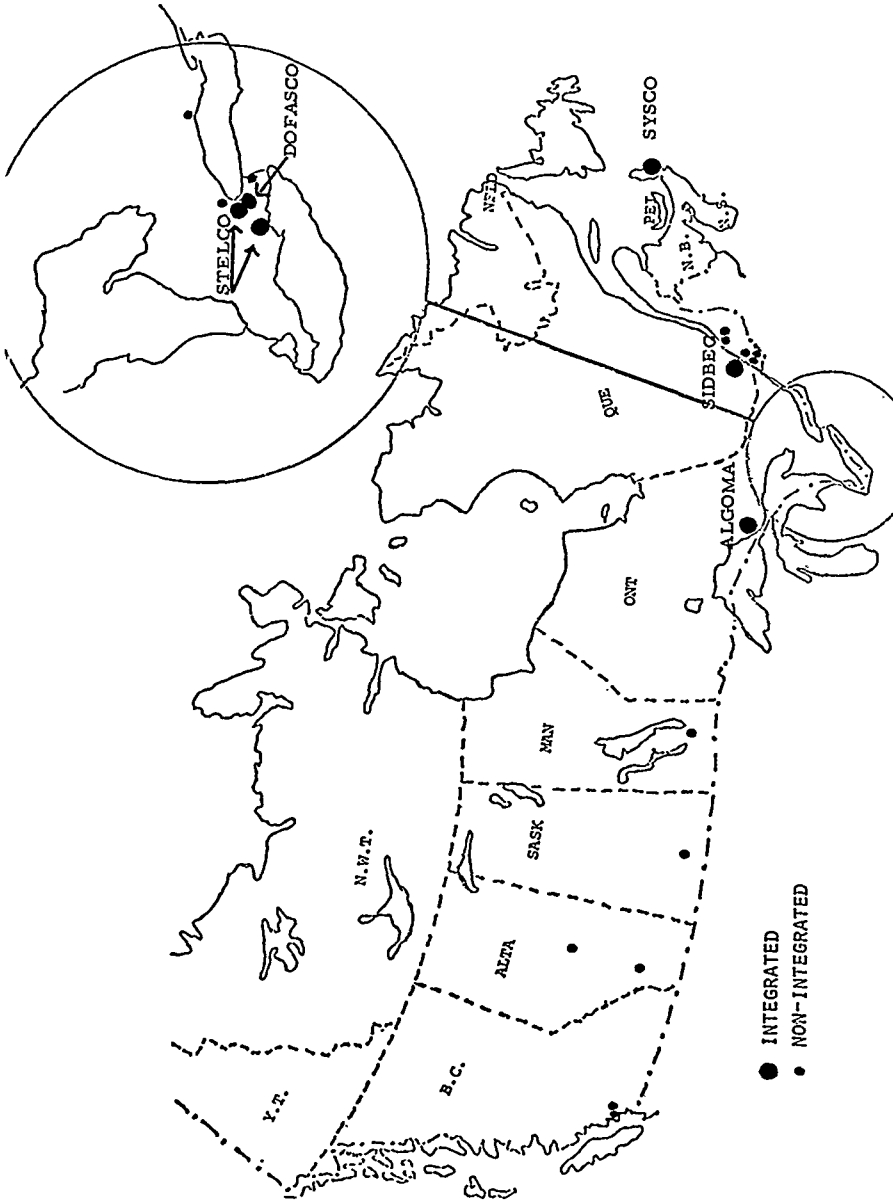 STELCO
DOFASCO
Y.T.
N.W.T.
B.C.
ALTA
SASK
MAN
ONT
QUE
NFLD
PEI
N.B.
N.S.
ALGOMA
SIDBEC
SYSCO
INTEGRATED
NON-INTEGRATED